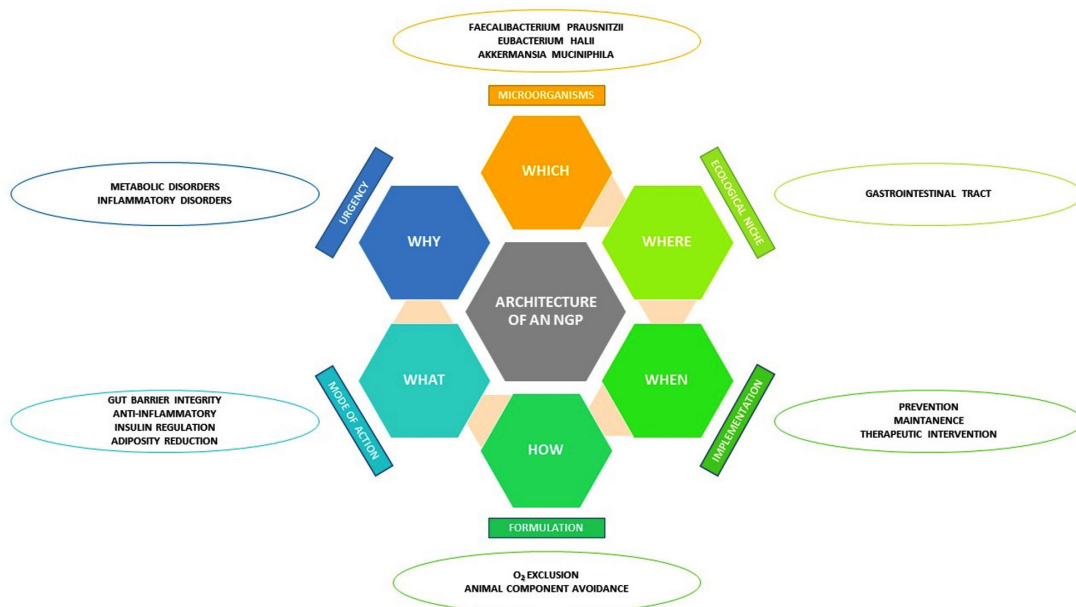 FAECALIBACTERIUM PRAUSNITZII
EUBACTERIUM HALII
AKKERMANSIA MUCINIPHILA
MICROORGANISMS
WHICH
ECOLOGICAL NICHE
WHERE
GASTROINTESTINAL TRACT
WHEN
IMPLEMENTATION
PREVENTION
MAINTANENCE
THERAPEUTIC INTERVENTION
HOW
FORMULATION
O₂ EXCLUSION
ANIMAL COMPONENT AVOIDANCE
WHAT
MODE OF ACTION
GUT BARRIER INTEGRITY
ANTI-INFLAMMATORY
INSULIN REGULATION
ADIPOSITY REDUCTION
WHY
URGENCY
METABOLIC DISORDERS
INFLAMMATORY DISORDERS
ARCHITECTURE
OF AN NGP